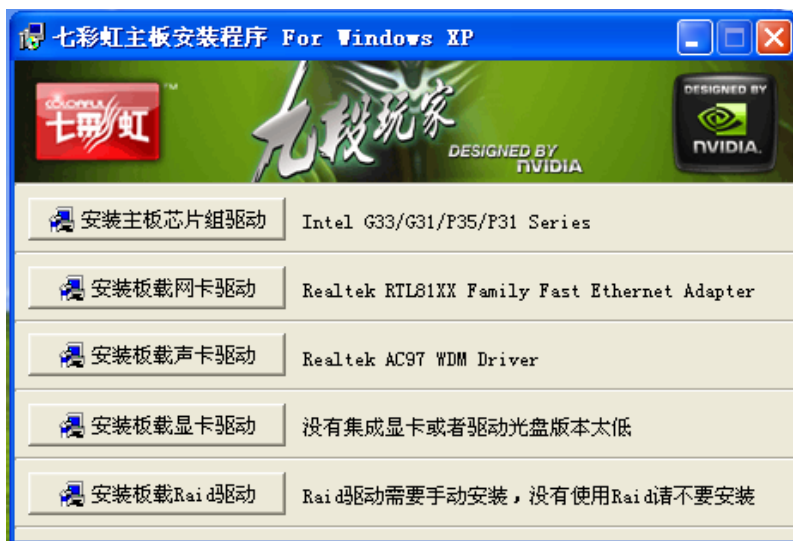 七彩虹主板安装程序 For Windows XP
COLORFUL
七彩虹
TM
九段玩家
DESIGNED BY
NVIDIA
DESIGNED BY
NVIDIA.
安装主板芯片组驱动 Intel G33/G31/P35/P31 Series
安装板载网卡驱动 Realtek RTL81XX Family Fast Ethernet Adapter
安装板载声卡驱动 Realtek AC97 WDM Driver
安装板载显卡驱动 没有集成显卡或者驱动光盘版本太低
安装板载Raid驱动 Raid驱动需要手动安装，没有使用Raid请不要安装